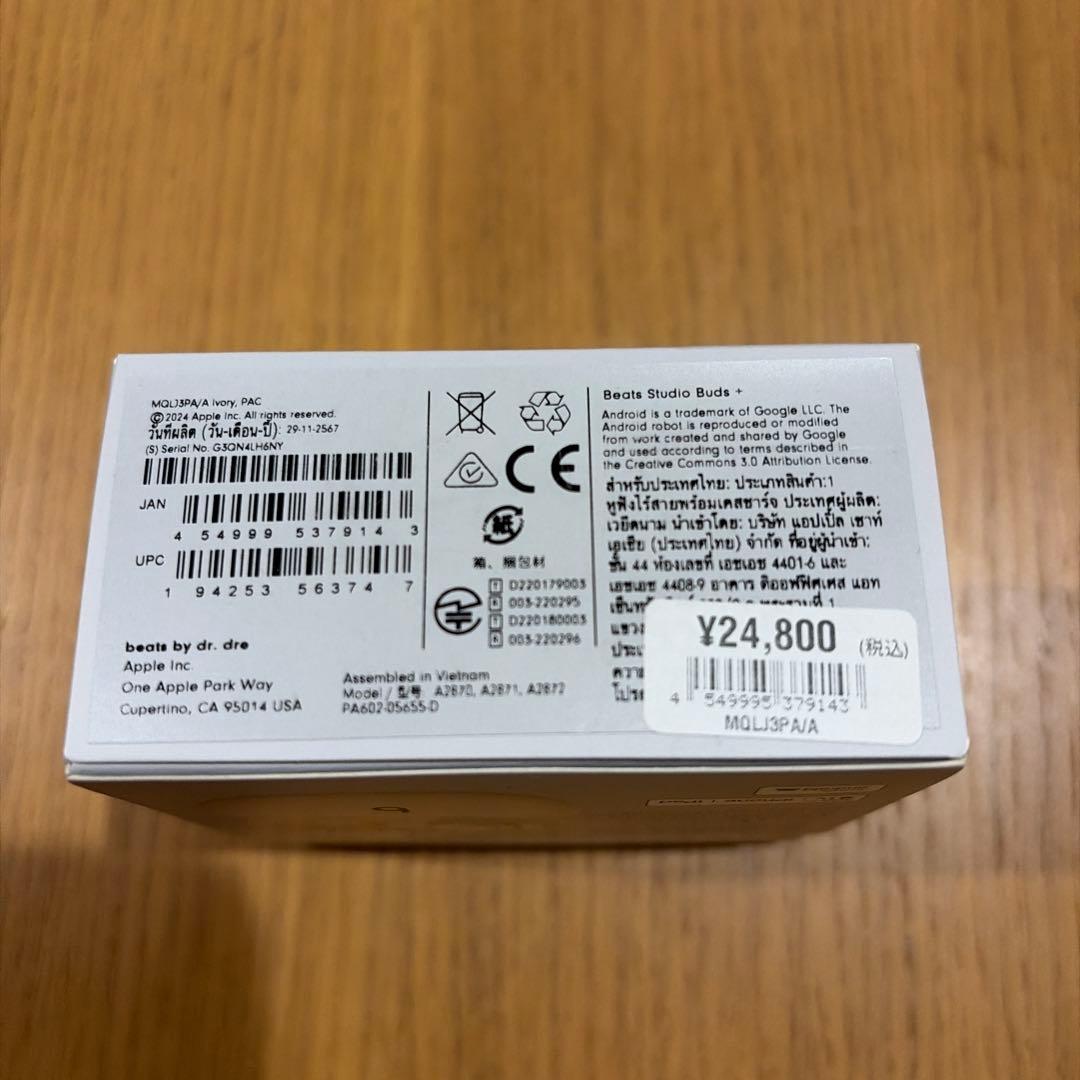 MQLJ3PA/A Ivory, PAC
©2024 Apple Inc. All rights reserved.
วันที่ผลิต (วัน-เดือน-ปี): 29-11-2567
(S) Serial No. G3QN4LH6NY
JAN
4 54999 537914 3
UPC
1 94253 56374 7
beats by dr. dre
Apple Inc.
One Apple Park Way
Cupertino, CA 95014 USA
Assembled in Vietnam
Model / 型号 A2870, A2871, A2872
PA602-05655-D
CE
紙
箱、梱包材
T D220179003
R 003-220295
T D220180003
R 003-220296
Beats Studio Buds +
Android is a trademark of Google LLC. The
Android robot is reproduced or modified
from work created and shared by Google
and used according to terms described in
the Creative Commons 3.0 Attribution License.
สำหรับประเทศไทย: ประเภทสินค้า:1
หูฟังไร้สายพร้อมเคสชาร์จ ประเทศผู้ผลิต:
เวียดนาม นำเข้าโดย: บริษัท แอปเปิ้ล เซาท์
เอเชีย (ประเทศไทย) จำกัด ที่อยู่ผู้นำเข้า:
ชั้น 44 ห้องเลขที่ เอชเอช 4401-6 และ
เอชเอช 4408-9 อาคาร ดิออฟฟิศเศส แอท
¥24,800 (税込)
4 549995 379143
MQLJ3PA/A